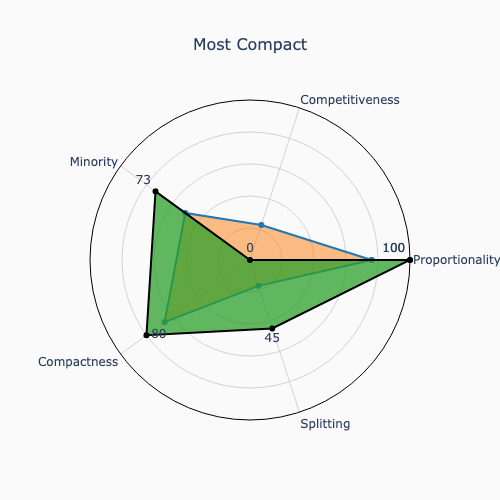 Most Compact
Competitiveness
Minority
73
0
100
Proportionality
80
Compactness
45
Splitting